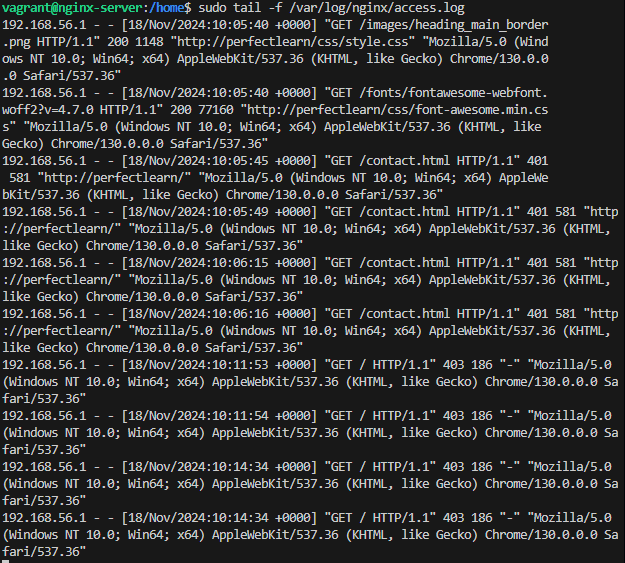 vagrant@nginx-server:/home$ sudo tail -f /var/log/nginx/access.log
192.168.56.1 - - [18/Nov/2024:10:05:40 +0000] "GET /images/heading_main_border
.png HTTP/1.1" 200 1148 "http://perfectlearn/css/style.css" "Mozilla/5.0 (Wind
ows NT 10.0; Win64; x64) AppleWebKit/537.36 (KHTML, like Gecko) Chrome/130.0.0
.0 Safari/537.36"
192.168.56.1 - - [18/Nov/2024:10:05:40 +0000] "GET /fonts/fontawesome-webfont.
woff2?v=4.7.0 HTTP/1.1" 200 77160 "http://perfectlearn/css/font-awesome.min.cs
s" "Mozilla/5.0 (Windows NT 10.0; Win64; x64) AppleWebKit/537.36 (KHTML, like
Gecko) Chrome/130.0.0.0 Safari/537.36"
192.168.56.1 - - [18/Nov/2024:10:05:45 +0000] "GET /contact.html HTTP/1.1" 401
 581 "http://perfectlearn/" "Mozilla/5.0 (Windows NT 10.0; Win64; x64) AppleWe
bKit/537.36 (KHTML, like Gecko) Chrome/130.0.0.0 Safari/537.36"
192.168.56.1 - - [18/Nov/2024:10:05:49 +0000] "GET /contact.html HTTP/1.1" 401 581 "http
://perfectlearn/" "Mozilla/5.0 (Windows NT 10.0; Win64; x64) AppleWebKit/537.36 (KHTML,
like Gecko) Chrome/130.0.0.0 Safari/537.36"
192.168.56.1 - - [18/Nov/2024:10:06:15 +0000] "GET /contact.html HTTP/1.1" 401 581 "http
://perfectlearn/" "Mozilla/5.0 (Windows NT 10.0; Win64; x64) AppleWebKit/537.36 (KHTML,
like Gecko) Chrome/130.0.0.0 Safari/537.36"
192.168.56.1 - - [18/Nov/2024:10:06:16 +0000] "GET /contact.html HTTP/1.1" 401 581 "http
://perfectlearn/" "Mozilla/5.0 (Windows NT 10.0; Win64; x64) AppleWebKit/537.36 (KHTML,
like Gecko) Chrome/130.0.0.0 Safari/537.36"
192.168.56.1 - - [18/Nov/2024:10:11:53 +0000] "GET / HTTP/1.1" 403 186 "-" "Mozilla/5.0
(Windows NT 10.0; Win64; x64) AppleWebKit/537.36 (KHTML, like Gecko) Chrome/130.0.0.0 Sa
fari/537.36"
192.168.56.1 - - [18/Nov/2024:10:11:54 +0000] "GET / HTTP/1.1" 403 186 "-" "Mozilla/5.0
(Windows NT 10.0; Win64; x64) AppleWebKit/537.36 (KHTML, like Gecko) Chrome/130.0.0.0 Sa
fari/537.36"
192.168.56.1 - - [18/Nov/2024:10:14:34 +0000] "GET / HTTP/1.1" 403 186 "-" "Mozilla/5.0
(Windows NT 10.0; Win64; x64) AppleWebKit/537.36 (KHTML, like Gecko) Chrome/130.0.0.0 Sa
fari/537.36"
192.168.56.1 - - [18/Nov/2024:10:14:34 +0000] "GET / HTTP/1.1" 403 186 "-" "Mozilla/5.0
(Windows NT 10.0; Win64; x64) AppleWebKit/537.36 (KHTML, like Gecko) Chrome/130.0.0.0 Sa
fari/537.36"